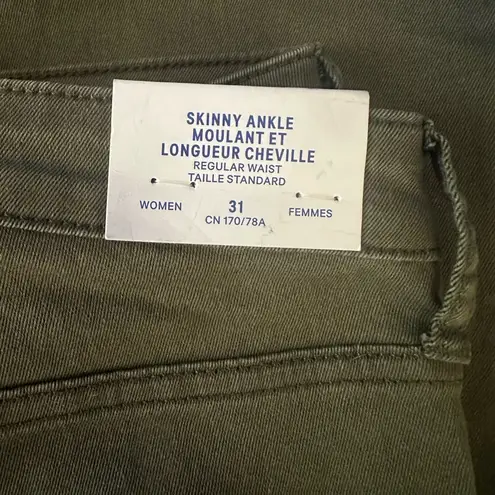 SKINNY ANKLE
MOULANT ET
LONGUEUR CHEVILLE
REGULAR WAIST
TAILLE STANDARD
WOMEN 31 FEMMES
CN 170/78A